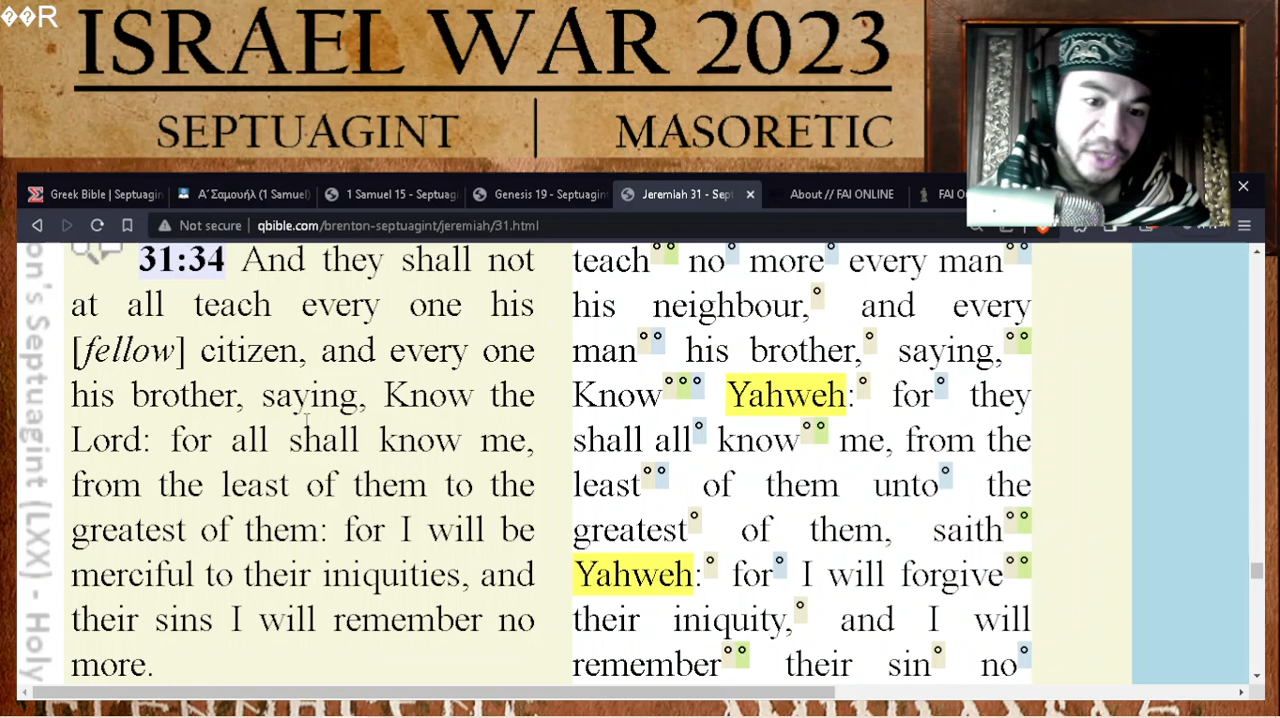 ��R
ISRAEL WAR 2023
SEPTUAGINT | MASORETIC
Greek Bible | Septuagin
Α΄Σαμουήλ (1 Samuel)
1 Samuel 15 - Septuag
Genesis 19 - Septuagin
Jeremiah 31 - Sept
About // FAI ONLINE
FAI O
Not secure | qbible.com/brenton-septuagint/jeremiah/31.html
on's Septuagint (LXX) - Holy
31:34 And they shall not
at all teach every one his
[fellow] citizen, and every one
his brother, saying, Know the
Lord: for all shall know me,
from the least of them to the
greatest of them: for I will be
merciful to their iniquities, and
their sins I will remember no
more.
teach°° no° more° every man°°
his neighbour,° and every
man°° his brother,° saying,°°
Know°°° Yahweh:° for° they
shall all° know°° me, from the
least°° of them unto° the
greatest° of them, saith°°
Yahweh:° for° I will forgive°°
their iniquity,° and I will
remember°° their sin° no°